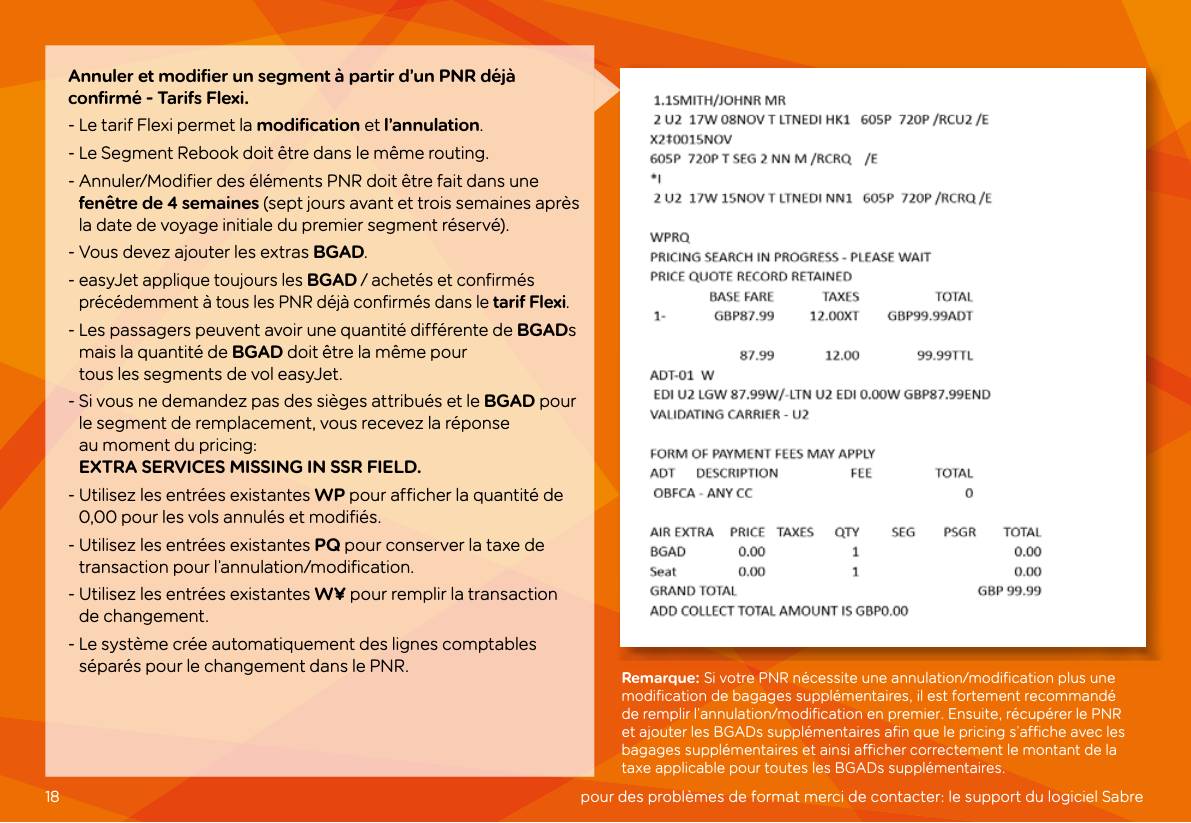 Annuler et modifier un segment à partir d'un PNR déjà
confirmé - Tarifs Flexi.
- Le tarif Flexi permet la modification et l'annulation.
- Le Segment Rebook doit être dans le même routing.
- Annuler/Modifier des éléments PNR doit être fait dans une
fenêtre de 4 semaines (sept jours avant et trois semaines après
la date de voyage initiale du premier segment réservé).
- Vous devez ajouter les extras BGAD.
- easyJet applique toujours les BGAD / achetés et confirmés
précédemment à tous les PNR déjà confirmés dans le tarif Flexi.
- Les passagers peuvent avoir une quantité différente de BGADs
mais la quantité de BGAD doit être la même pour
tous les segments de vol easyJet.
- Si vous ne demandez pas des sièges attribués et le BGAD pour
le segment de remplacement, vous recevez la réponse
au moment du pricing:
EXTRA SERVICES MISSING IN SSR FIELD.
- Utilisez les entrées existantes WP pour afficher la quantité de
0,00 pour les vols annulés et modifiés.
- Utilisez les entrées existantes PQ pour conserver la taxe de
transaction pour l'annulation/modification.
- Utilisez les entrées existantes W¥ pour remplir la transaction
de changement.
- Le système crée automatiquement des lignes comptables
séparés pour le changement dans le PNR.
1.1SMITH/JOHNR MR
2 U2 17W 08NOV T LTNEDI HK1 605P 720P /RCU2 /E
X2‡0015NOV
605P 720P T SEG 2 NN M /RCRQ /E
*I
2 U2 17W 15NOV T LTNEDI NN1 605P 720P /RCRQ /E
WPRQ
PRICING SEARCH IN PROGRESS - PLEASE WAIT
PRICE QUOTE RECORD RETAINED
BASE FARE TAXES TOTAL
1- GBP87.99 12.00XT GBP99.99ADT
87.99 12.00 99.99TTL
ADT-01 W
EDI U2 LGW 87.99W/-LTN U2 EDI 0.00W GBP87.99END
VALIDATING CARRIER - U2
FORM OF PAYMENT FEES MAY APPLY
ADT DESCRIPTION FEE TOTAL
OBFCA - ANY CC 0
AIR EXTRA PRICE TAXES QTY SEG PSGR TOTAL
BGAD 0.00 1 0.00
Seat 0.00 1 0.00
GRAND TOTAL GBP 99.99
ADD COLLECT TOTAL AMOUNT IS GBP0.00
Remarque: Si votre PNR nécessite une annulation/modification plus une
modification de bagages supplémentaires, il est fortement recommandé
de remplir l'annulation/modification en premier. Ensuite, récupérer le PNR
et ajouter les BGADs supplémentaires afin que le pricing s'affiche avec les
bagages supplémentaires et ainsi afficher correctement le montant de la
taxe applicable pour toutes les BGADs supplémentaires.
18 pour des problèmes de format merci de contacter: le support du logiciel Sabre